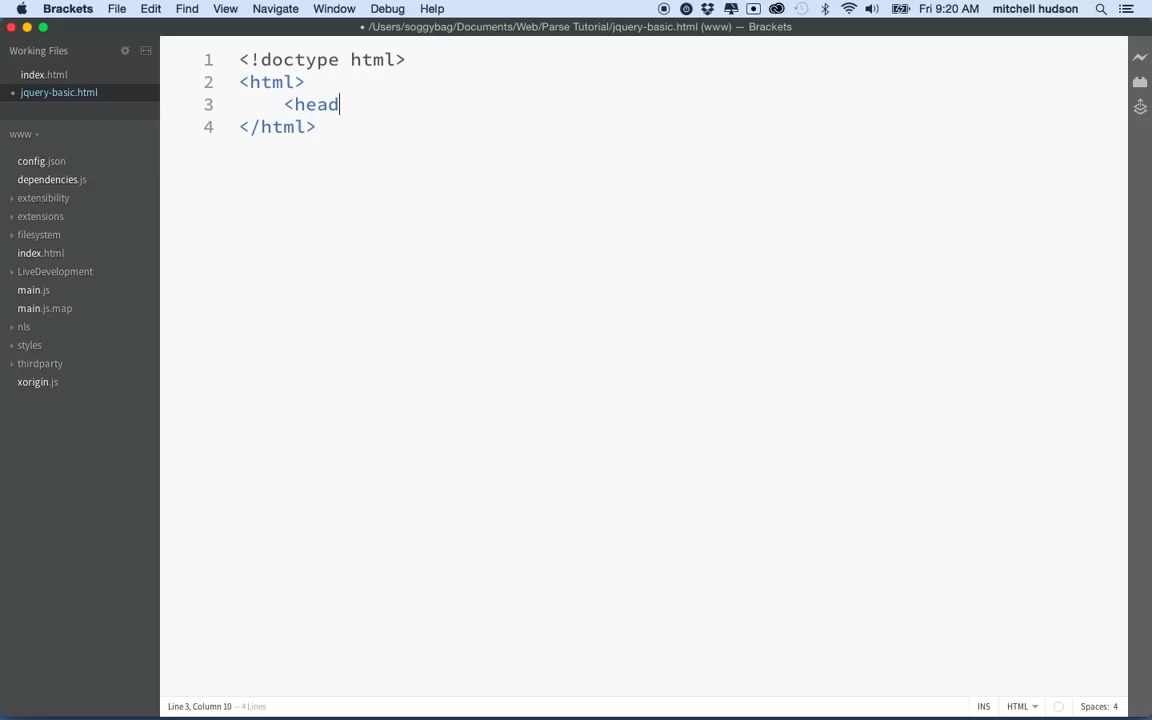 Brackets File Edit View Find Navigate Window Debug Help Fri 9:20 AM mitchell hudson
• /Users/soggybag/Documents/Web/Parse Tutorial/jquery-basic.html (www) — Brackets
Working Files
index.html
• jquery-basic.html
www
config.json
dependencies.js
extensibility
extensions
filesystem
index.html
LiveDevelopment
main.js
main.js.map
nls
styles
thirdparty
xorigin.js
1 <!doctype html>
2 <html>
3 <head
4 </html>
Line 3, Column 10 — 4 Lines INS HTML Spaces: 4